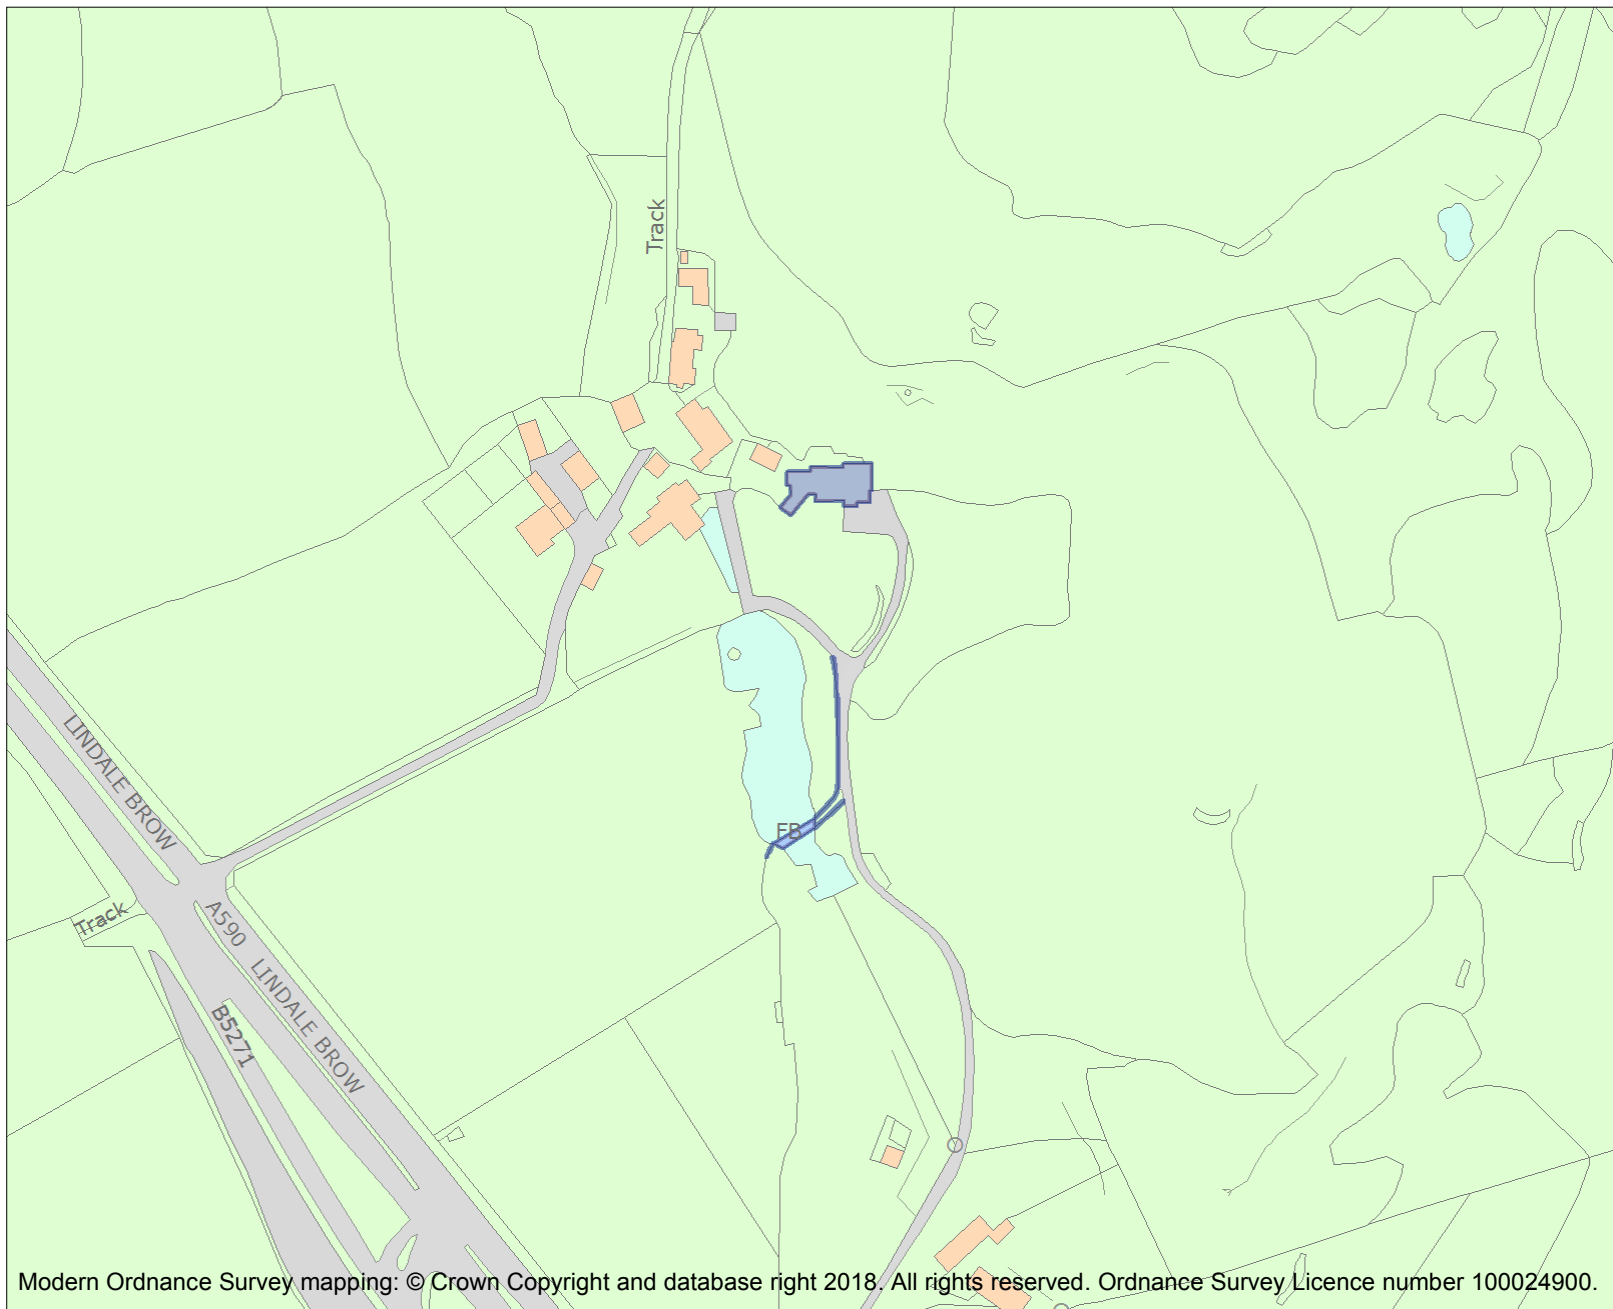 Track
LINDALE BROW
FB
Track
A590
LINDALE BROW
B5271
Modern Ordnance Survey mapping: © Crown Copyright and database right 2018. All rights reserved. Ordnance Survey Licence number 100024900.